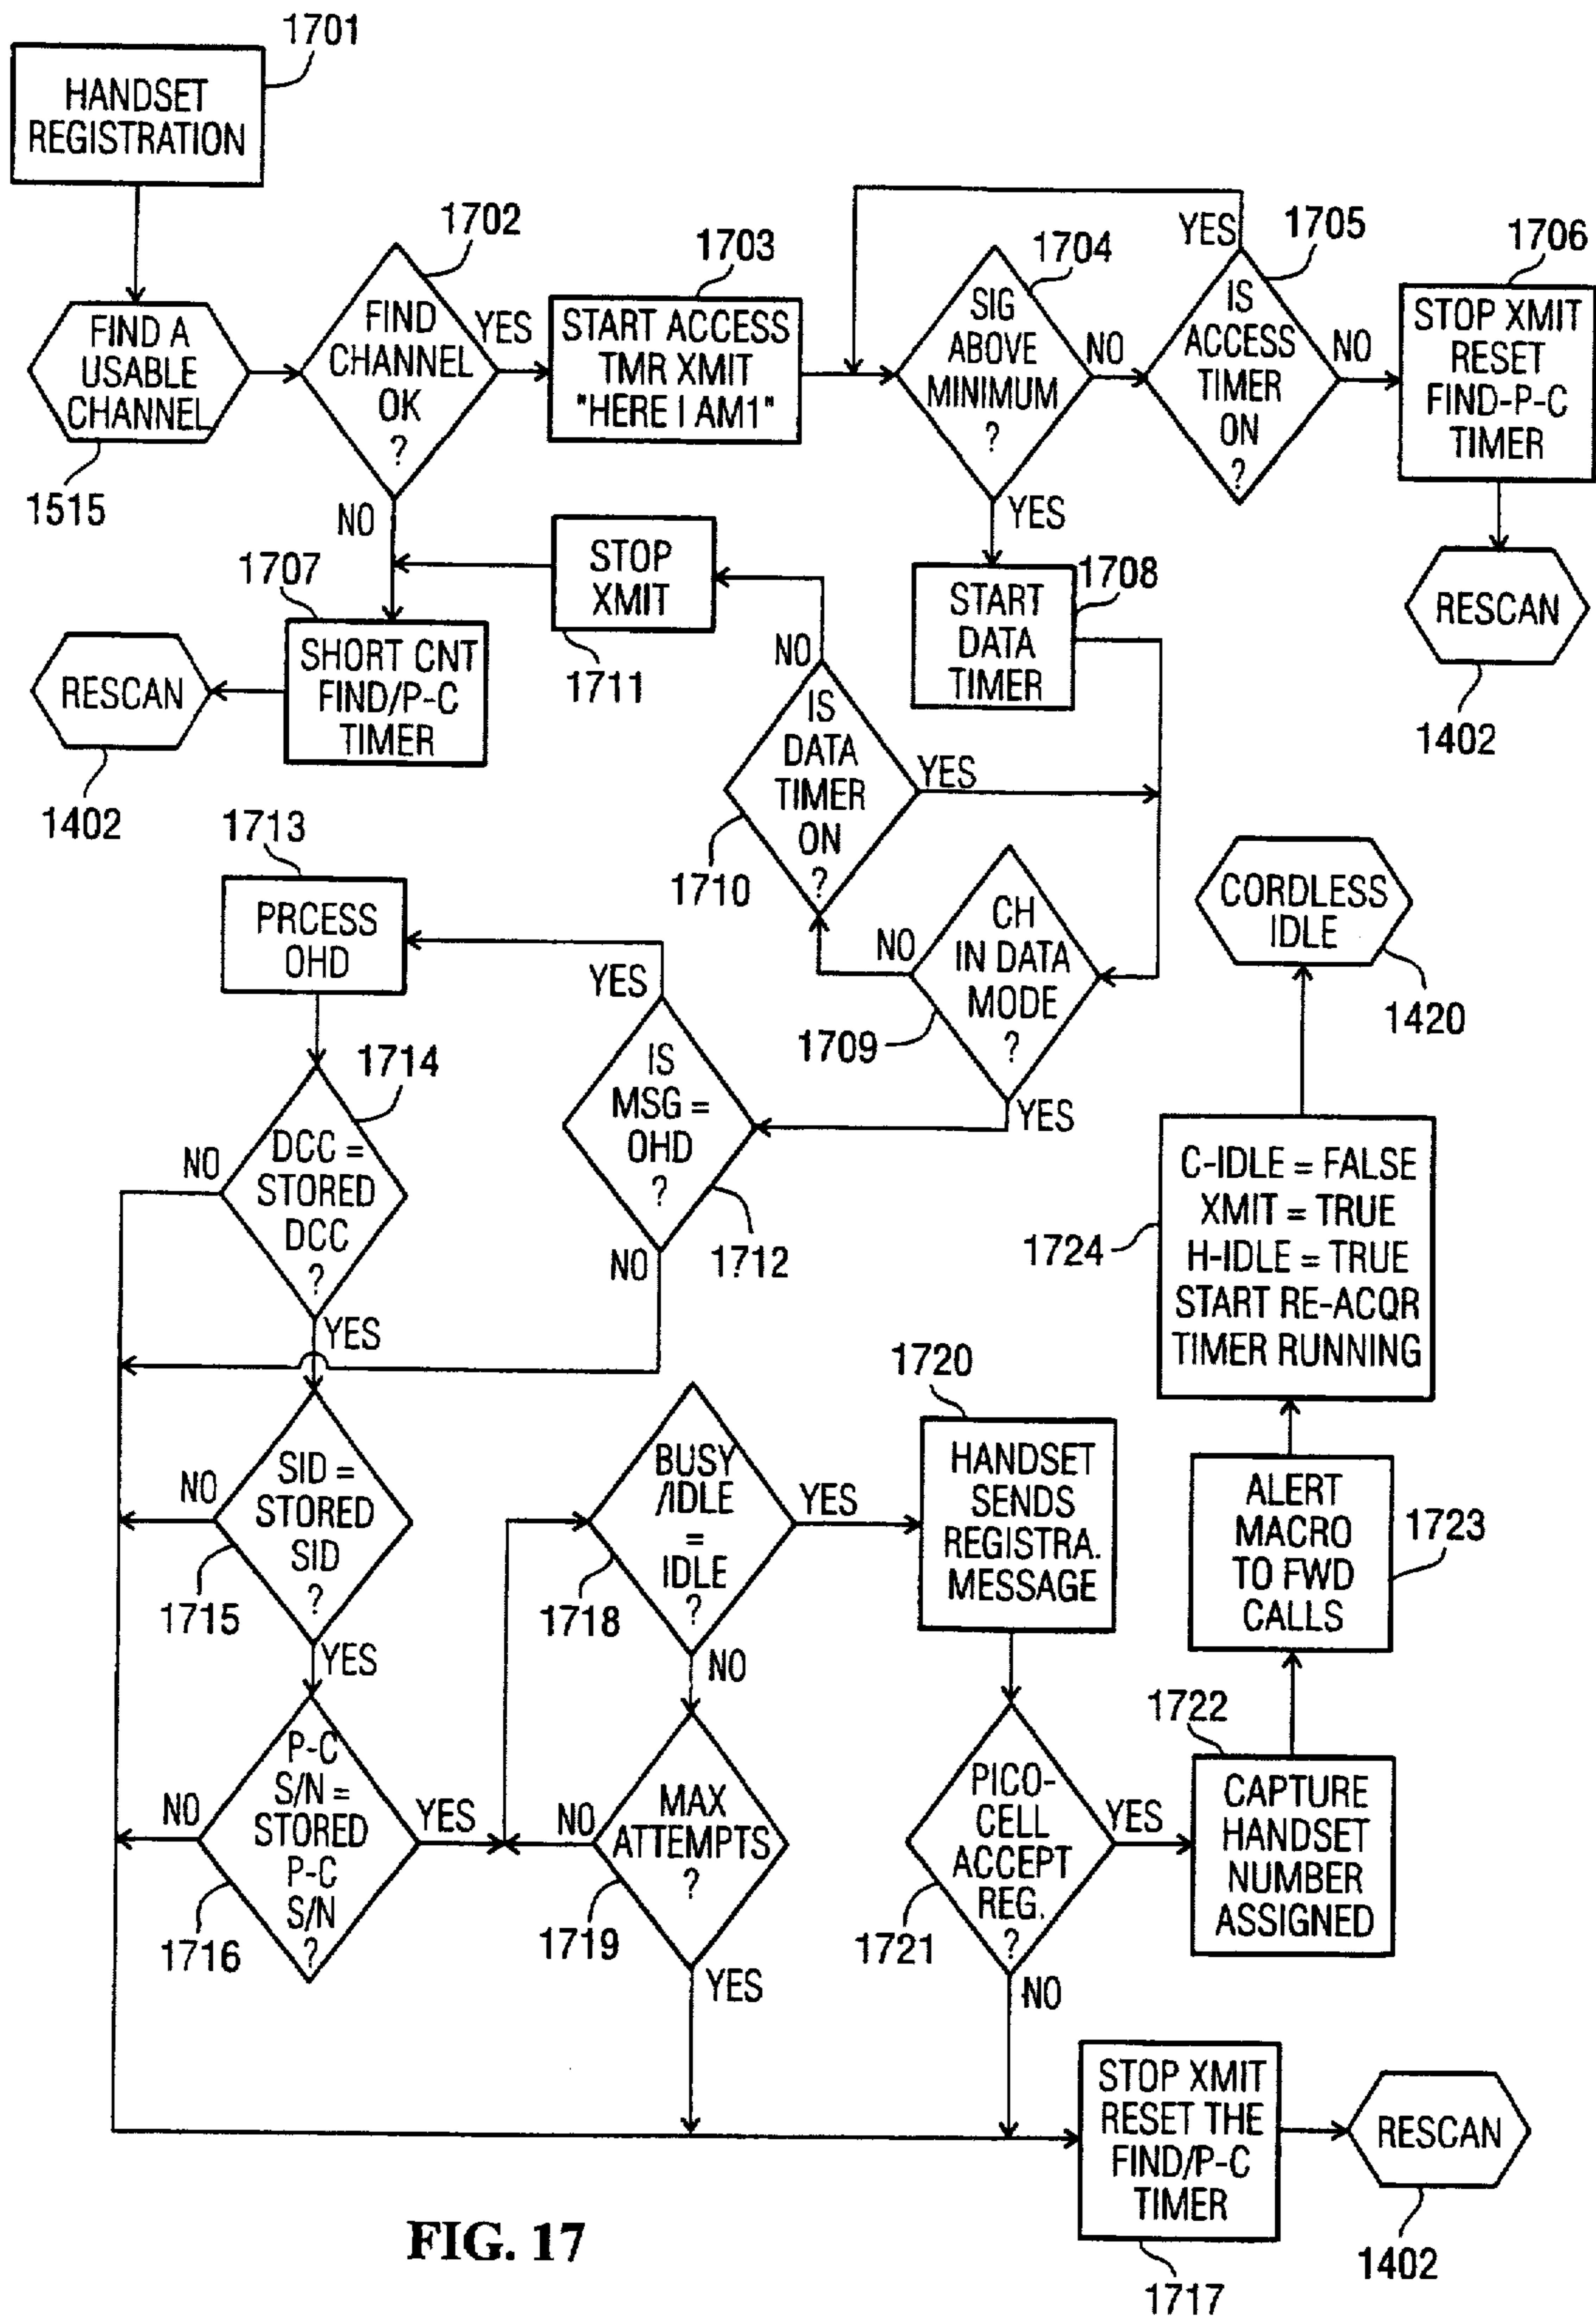 1701
HANDSET
REGISTRATION
1702
1703
1704
1705
1706
FIND A
USABLE
CHANNEL
1515
FIND
CHANNEL
OK
?
YES
NO
START ACCESS
TMR XMIT
"HERE I AM1"
SIG
ABOVE
MINIMUM
?
NO
YES
YES
IS
ACCESS
TIMER
ON
?
NO
STOP XMIT
RESET
FIND-P-C
TIMER
RESCAN
1402
1707
SHORT CNT
FIND/P-C
TIMER
RESCAN
1402
STOP
XMIT
1711
1708
START
DATA
TIMER
NO
IS
DATA
TIMER
ON
?
YES
1710
CH
IN DATA
MODE
?
NO
1709
YES
1713
PRCESS
OHD
YES
IS
MSG =
OHD
?
1712
NO
1714
DCC =
STORED
DCC
?
NO
YES
SID =
STORED
SID
?
NO
1715
YES
P-C
S/N =
STORED
P-C
S/N
?
NO
1716
YES
BUSY
/IDLE
=
IDLE
?
1718
YES
NO
MAX
ATTEMPTS
?
NO
1719
YES
1720
HANDSET
SENDS
REGISTRA.
MESSAGE
PICO-
CELL
ACCEPT
REG.
?
1721
YES
NO
1722
CAPTURE
HANDSET
NUMBER
ASSIGNED
ALERT
MACRO
TO FWD
CALLS
1723
C-IDLE = FALSE
XMIT = TRUE
H-IDLE = TRUE
START RE-ACQR
TIMER RUNNING
1724
CORDLESS
IDLE
1420
STOP XMIT
RESET THE
FIND/P-C
TIMER
1717
RESCAN
1402
FIG. 17